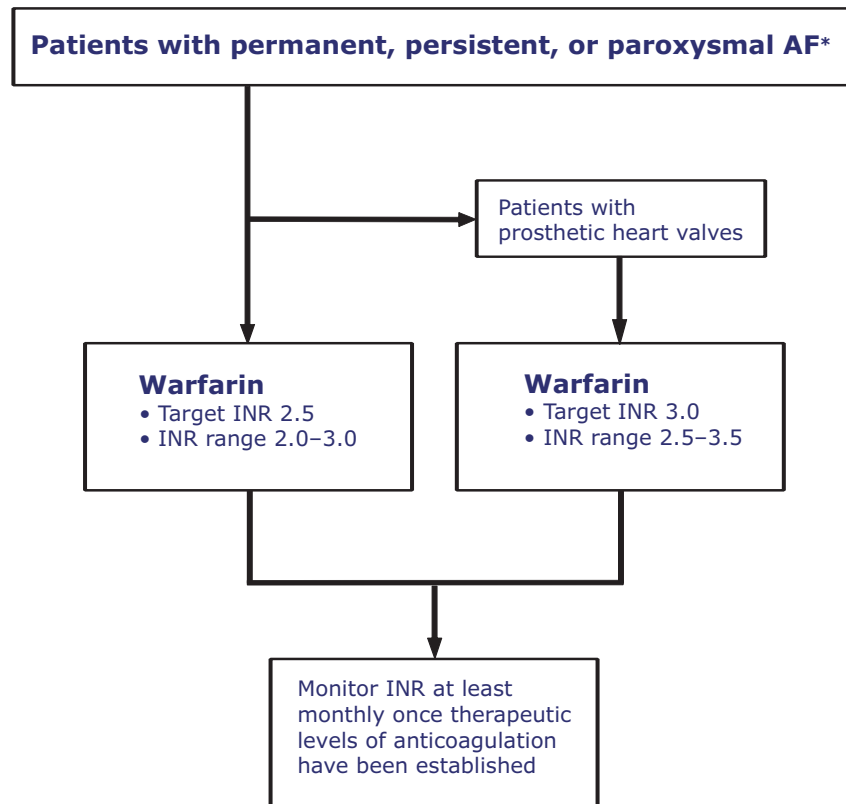 Patients with permanent, persistent, or paroxysmal AF*
Patients with
prosthetic heart valves
Warfarin
• Target INR 2.5
• INR range 2.0–3.0
Warfarin
• Target INR 3.0
• INR range 2.5–3.5
Monitor INR at least
monthly once therapeutic
levels of anticoagulation
have been established